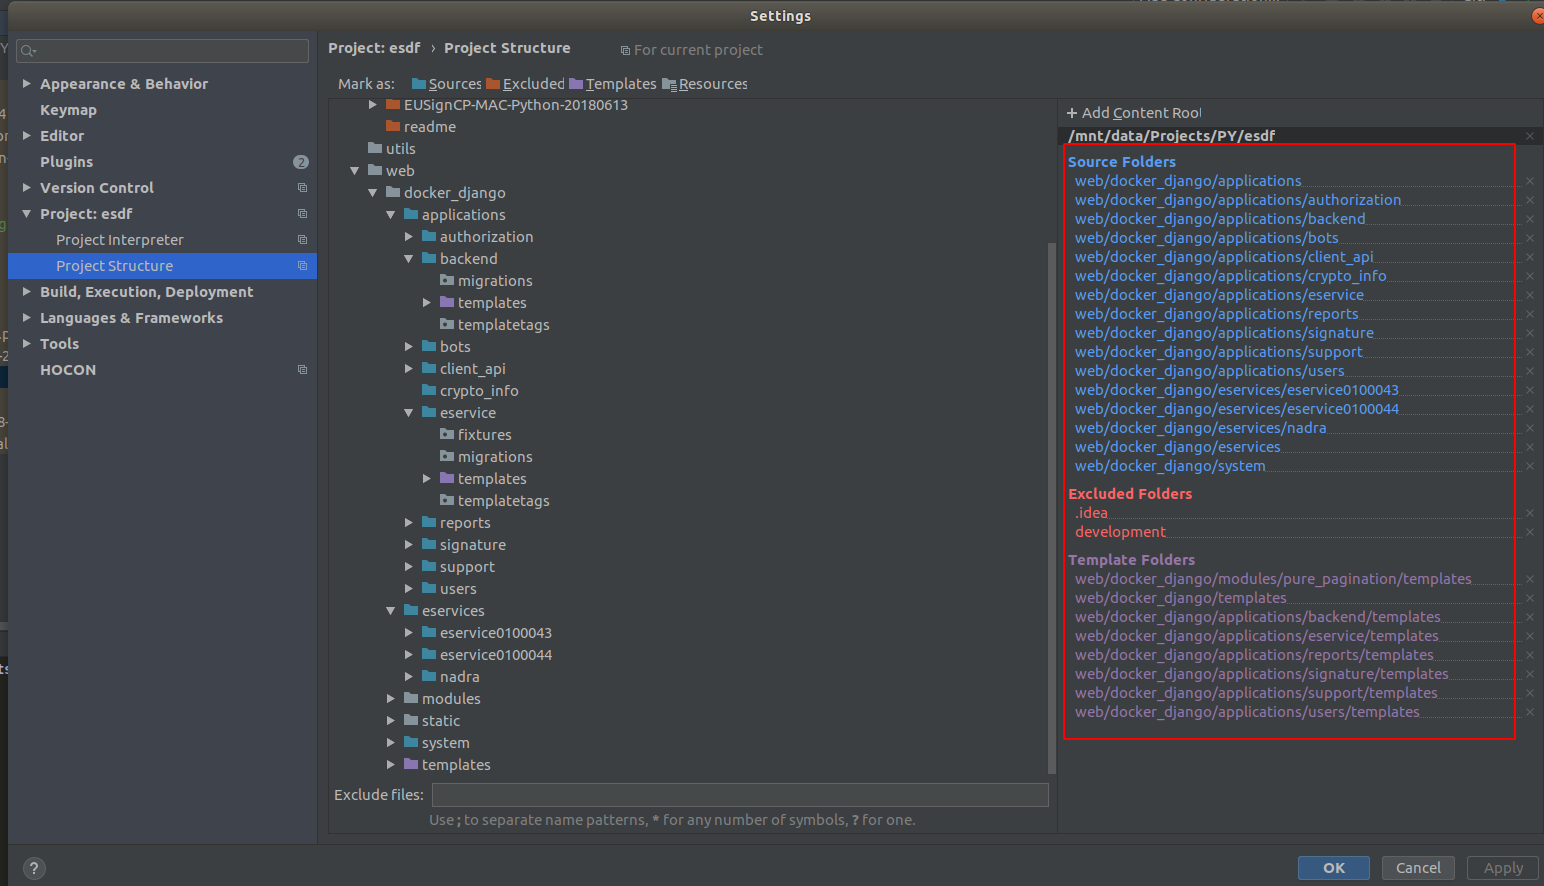 Settings
Project: esdf › Project Structure
For current project
Appearance & Behavior
Keymap
Editor
Plugins 2
Version Control
Project: esdf
Project Interpreter
Project Structure
Build, Execution, Deployment
Languages & Frameworks
Tools
HOCON
Mark as: Sources Excluded Templates Resources
EUSignCP-MAC-Python-20180613
readme
utils
web
docker_django
applications
authorization
backend
migrations
templates
templatetags
bots
client_api
crypto_info
eservice
fixtures
migrations
templates
templatetags
reports
signature
support
users
eservices
eservice0100043
eservice0100044
nadra
modules
static
system
templates
Exclude files:
Use ; to separate name patterns, * for any number of symbols, ? for one.
+ Add Content Root
/mnt/data/Projects/PY/esdf
Source Folders
web/docker_django/applications
web/docker_django/applications/authorization
web/docker_django/applications/backend
web/docker_django/applications/bots
web/docker_django/applications/client_api
web/docker_django/applications/crypto_info
web/docker_django/applications/eservice
web/docker_django/applications/reports
web/docker_django/applications/signature
web/docker_django/applications/support
web/docker_django/applications/users
web/docker_django/eservices/eservice0100043
web/docker_django/eservices/eservice0100044
web/docker_django/eservices/nadra
web/docker_django/eservices
web/docker_django/system
Excluded Folders
.idea
development
Template Folders
web/docker_django/modules/pure_pagination/templates
web/docker_django/templates
web/docker_django/applications/backend/templates
web/docker_django/applications/eservice/templates
web/docker_django/applications/reports/templates
web/docker_django/applications/signature/templates
web/docker_django/applications/support/templates
web/docker_django/applications/users/templates
?
OK Cancel Apply